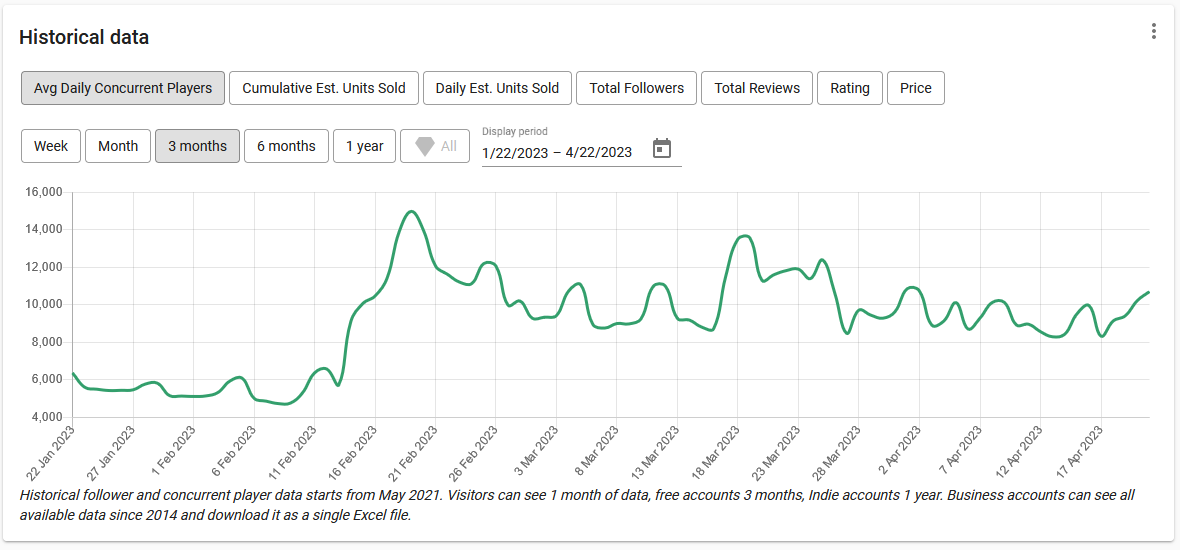 Historical data
Avg Daily Concurrent Players Cumulative Est. Units Sold Daily Est. Units Sold Total Followers Total Reviews Rating Price
Display period
Week Month 3 months 6 months 1 year All 1/22/2023 – 4/22/2023
16,000
14,000
12,000
10,000
8,000
6,000
4,000
22 Jan 2023 27 Jan 2023 1 Feb 2023 6 Feb 2023 11 Feb 2023 16 Feb 2023 21 Feb 2023 26 Feb 2023 3 Mar 2023 8 Mar 2023 13 Mar 2023 18 Mar 2023 23 Mar 2023 28 Mar 2023 2 Apr 2023 7 Apr 2023 12 Apr 2023 17 Apr 2023
Historical follower and concurrent player data starts from May 2021. Visitors can see 1 month of data, free accounts 3 months, Indie accounts 1 year. Business accounts can see all
available data since 2014 and download it as a single Excel file.